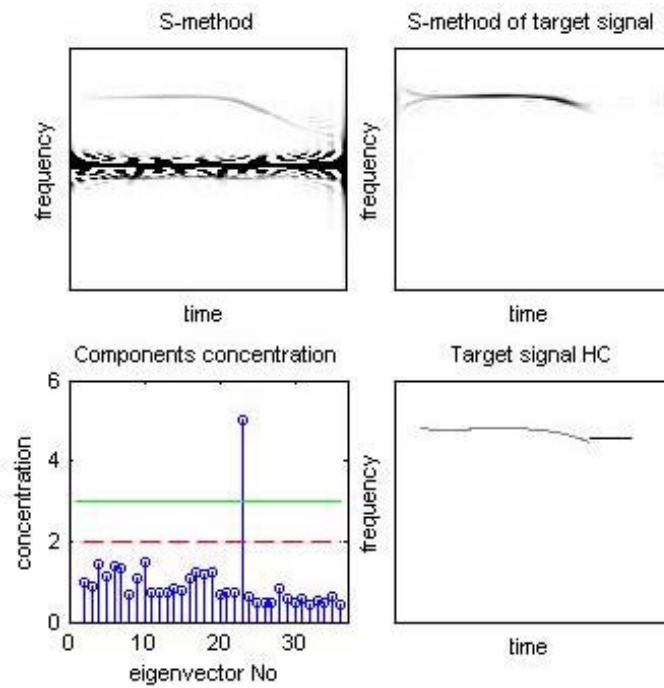 S-method
frequency
time
S-method of target signal
frequency
time
Components concentration
6
4
2
0
concentration
0
10
20
30
eigenvector No
Target signal HC
frequency
time